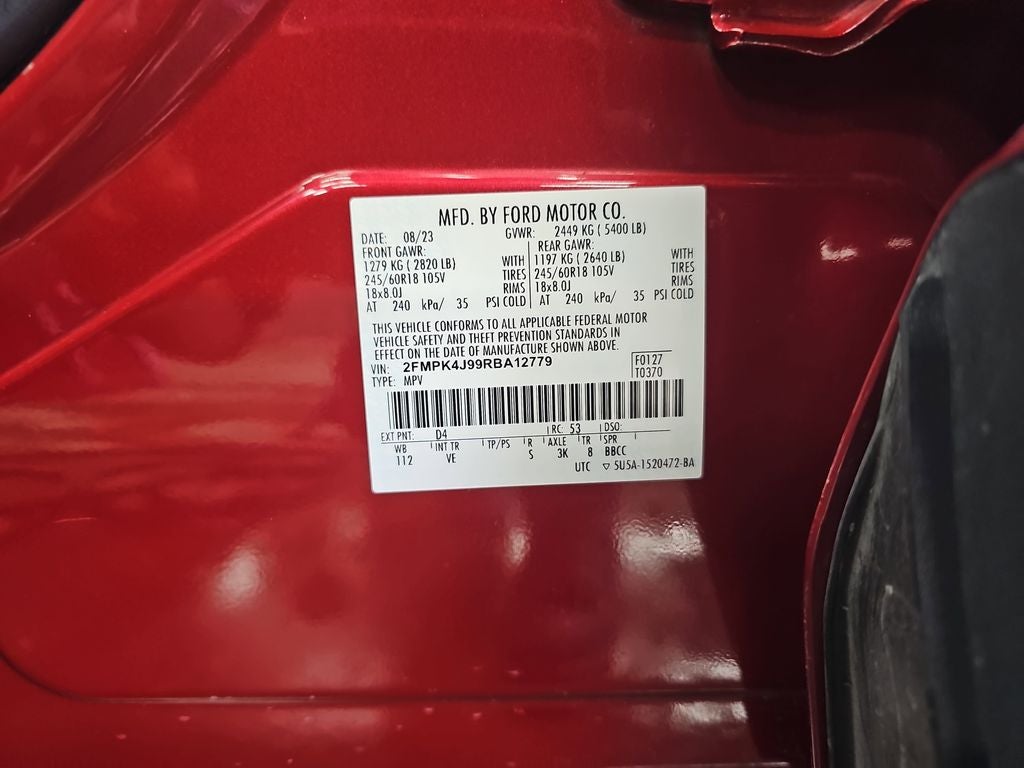 MFD. BY FORD MOTOR CO.
DATE: 08/23 GVWR: 2449 KG ( 5400 LB)
FRONT GAWR: REAR GAWR:
1279 KG ( 2820 LB) WITH 1197 KG ( 2640 LB) WITH
245/60R18 105V TIRES 245/60R18 105V TIRES
18x8.0J RIMS 18x8.0J RIMS
AT 240 kPa/ 35 PSI COLD AT 240 kPa/ 35 PSI COLD
THIS VEHICLE CONFORMS TO ALL APPLICABLE FEDERAL MOTOR
VEHICLE SAFETY AND THEFT PREVENTION STANDARDS IN
EFFECT ON THE DATE OF MANUFACTURE SHOWN ABOVE.
VIN: 2FMPK4J99RBA12779 F0127
TYPE: MPV T0370
EXT PNT: D4 RC: 53 DSO:
WB INT TR TP/PS R AXLE TR SPR
112 VE S 3K 8 BBCC
UTC ▽ 5U5A-1520472-BA